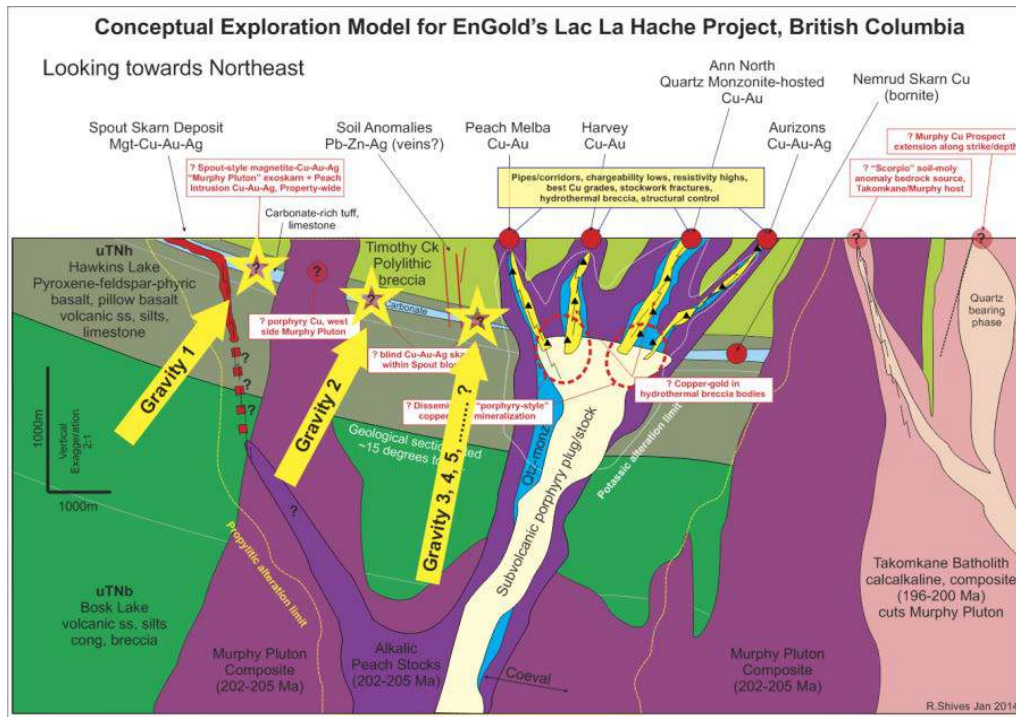 Conceptual Exploration Model for EnGold's Lac La Hache Project, British Columbia
Looking towards Northeast
Spout Skarn Deposit
Mgt-Cu-Au-Ag
Soil Anomalies
Pb-Zn-Ag (veins?)
Peach Melba
Cu-Au
Harvey
Cu-Au
Ann North
Quartz Monzonite-hosted
Cu-Au
Aurizons
Cu-Au-Ag
Nemrud Skarn Cu
(bornite)
? Spout-style magnetite-Cu-Au-Ag
"Murphy Pluton" exoskarn + Peach
Intrusion Cu-Au-Ag, Property-wide
Pipes/corridors, chargeability lows, resistivity highs,
best Cu grades, stockwork fractures,
hydrothermal breccia, structural control
? Murphy Cu Prospect
extension along strike/depth
? "Scorpio" soil-moly
anomaly bedrock source,
Takomkane/Murphy host
Carbonate-rich tuff,
limestone
uTNh
Hawkins Lake
Pyroxene-feldspar-phyric
basalt, pillow basalt
volcanic ss, silts,
limestone
Timothy Ck
Polylithic
breccia
?
?
?
?
?
?
Carbonate
? porphyry Cu, west
side Murphy Pluton
? blind Cu-Au-Ag ska
within Spout blo
? Dissemi
"porphyry-style"
copper
mineralization
? Copper-gold in
hydrothermal breccia bodies
Quartz
bearing
phase
Gravity 1
Gravity 2
Gravity 3, 4, 5, ........ ?
?
?
?
?
?
Geological section
~15 degrees to
1000m
Vertical
Exaggeration
2:1
1000m
Qtz-monz
Subvolcanic porphyry plug/stock
Potassic alteration limit
Propylitic alteration limit
uTNb
Bosk Lake
volcanic ss, silts
cong, breccia
Murphy Pluton
Composite
(202-205 Ma)
Alkalic
Peach Stocks
(202-205 Ma)
Coeval
Murphy Pluton
Composite
(202-205 Ma)
Takomkane Batholith
calcalkaline, composite
(196-200 Ma)
cuts Murphy Pluton
R.Shives Jan 2014